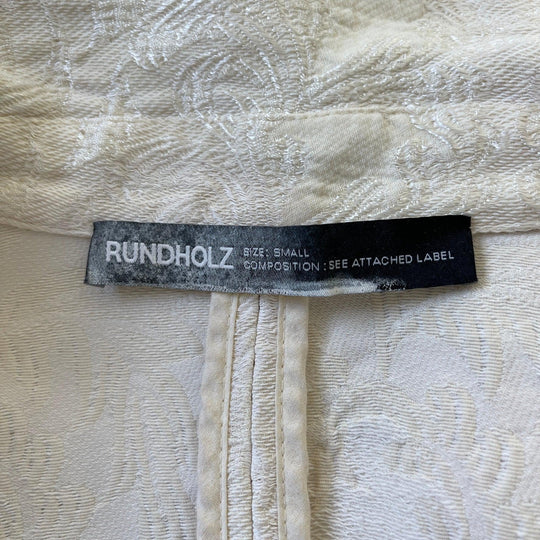 RUNDHOLZ
SIZE: SMALL
COMPOSITION : SEE ATTACHED LABEL